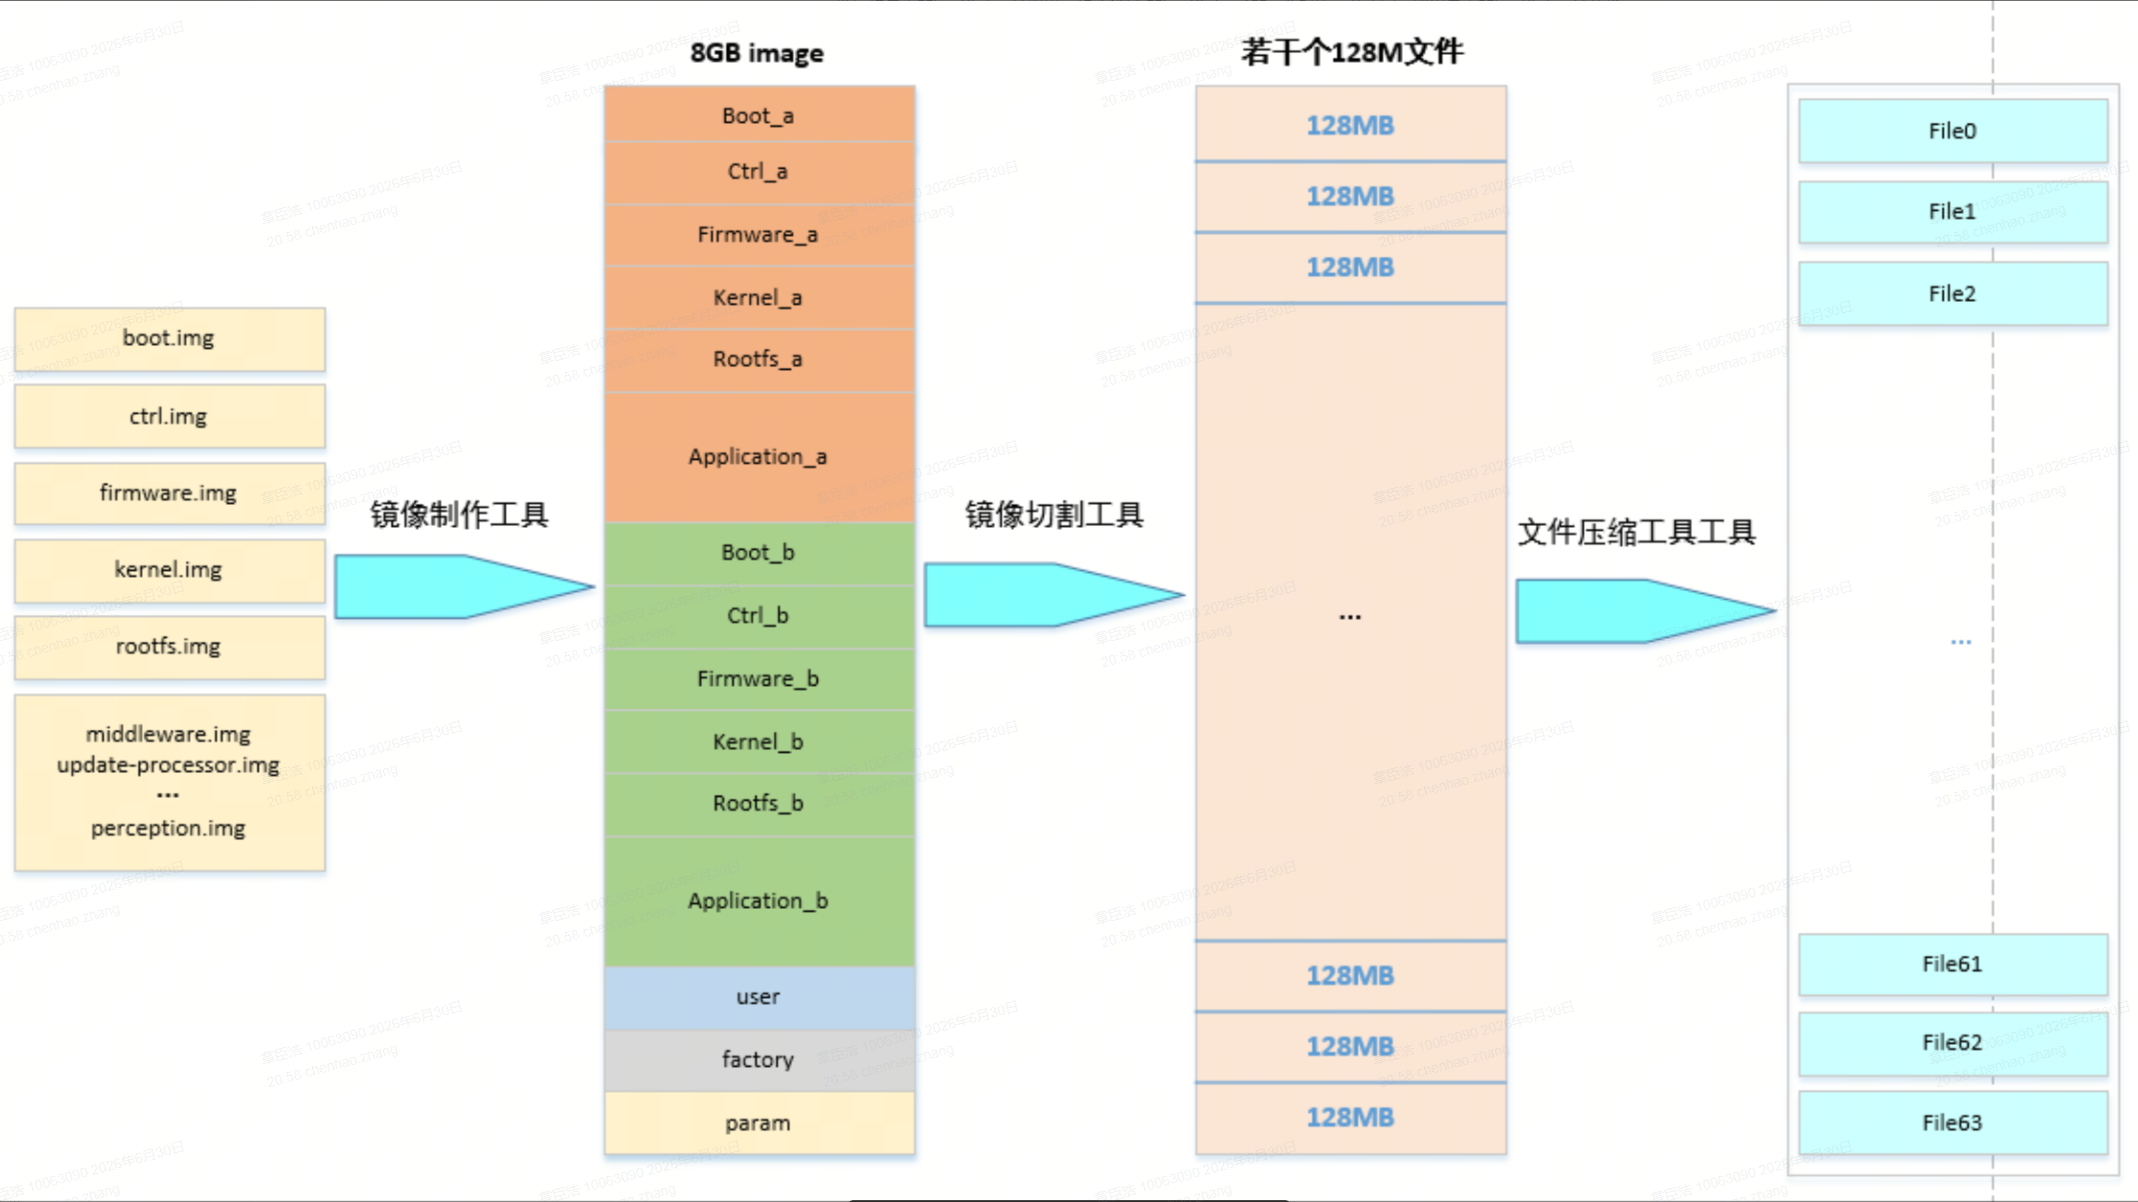 boot.img
ctrl.img
firmware.img
kernel.img
rootfs.img
middleware.img
update-processor.img
...
perception.img
镜像制作工具
8GB image
Boot_a
Ctrl_a
Firmware_a
Kernel_a
Rootfs_a
Application_a
Boot_b
Ctrl_b
Firmware_b
Kernel_b
Rootfs_b
Application_b
user
factory
param
镜像切割工具
若干个128M文件
128MB
128MB
128MB
...
128MB
128MB
128MB
文件压缩工具工具
File0
File1
File2
...
File61
File62
File63